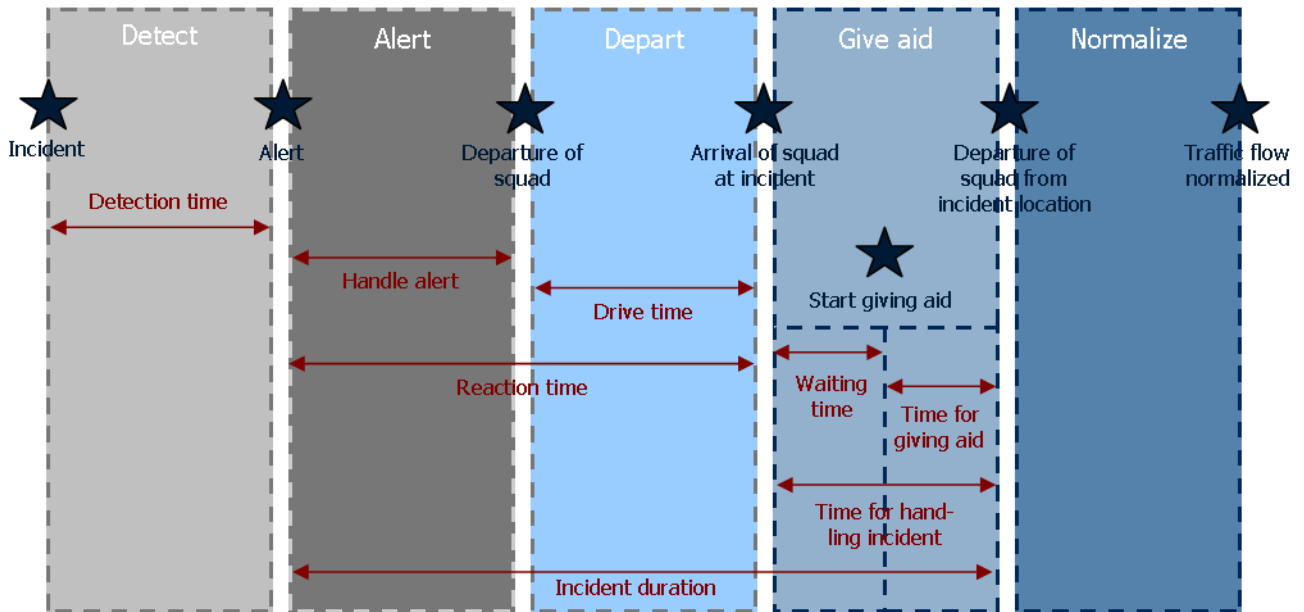 Detect
Alert
Depart
Give aid
Normalize
Incident
Alert
Departure of
squad
Arrival of squad
at incident
Departure of
squad from
incident location
Traffic flow
normalized
Detection time
Handle alert
Start giving aid
Drive time
Reaction time
Waiting
time
Time for
giving aid
Time for hand-
ling incident
Incident duration